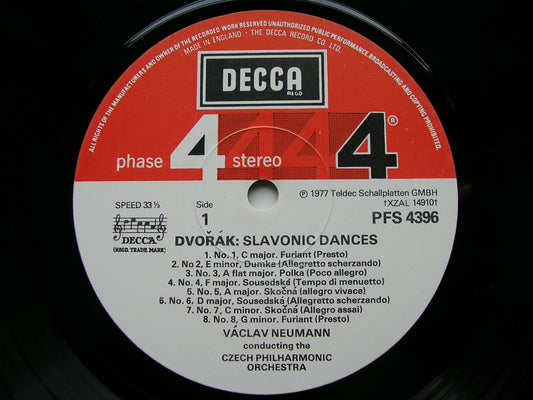 ALL RIGHTS OF THE MANUFACTURERS AND OWNER OF THE RECORDED WORK RESERVED UNAUTHORIZED PUBLIC PERFORMANCE, BROADCASTING AND COPYING PROHIBITED.
MADE IN ENGLAND · THE DECCA RECORD CO. LTD.
DECCA
REGD
phase 4 stereo 4 4 4®
℗ 1977 Teldec Schallplatten GMBH
†XZAL 14910†
SPEED 33⅓
Side
1
PFS 4396
DECCA
(REGD. TRADE MARK)
DVOŘÁK: SLAVONIC DANCES
1. No. 1, C major. Furiant (Presto)
2. No 2, E minor, Dumka (Allegretto scherzando)
3. No. 3, A flat major. Polka (Poco allegro)
4. No. 4, F major. Sousedská (Tempo di menuetto)
5. No. 5, A major. Skočná (allegro vivace)
6. No. 6, D major, Sousedská (Allegretto scherzando)
7. No. 7, C minor. Skočná (Allegro assai)
8. No. 8, G minor. Furiant (Presto)
VÁCLAV NEUMANN
conducting the
CZECH PHILHARMONIC
ORCHESTRA